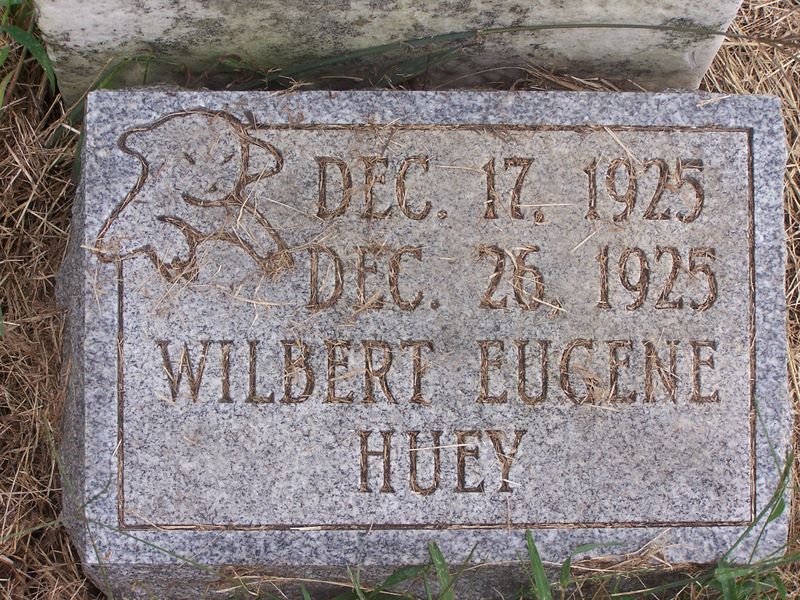 DEC. 17, 1925
DEC. 26, 1925
WILBERT EUGENE
HUEY